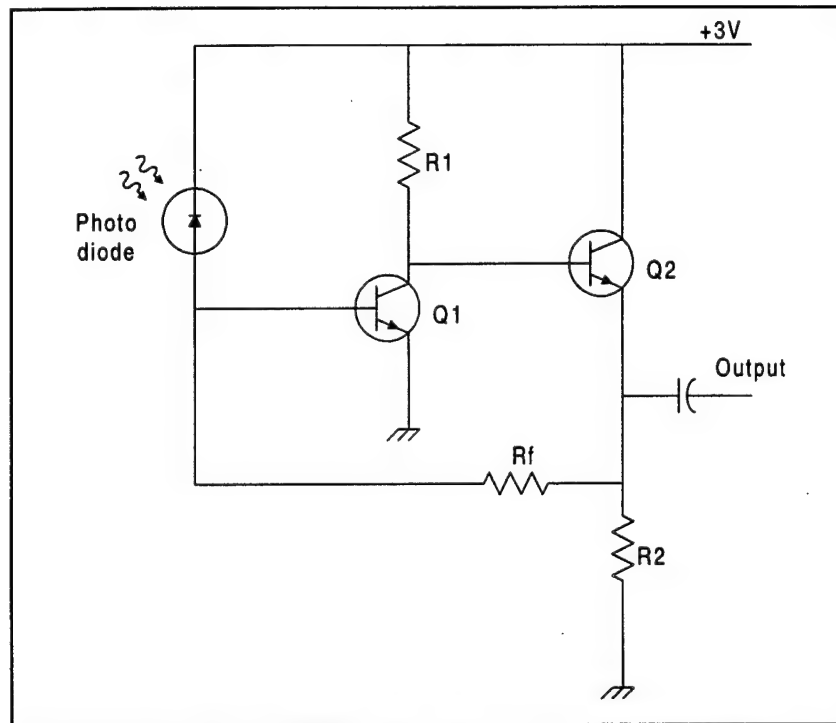 +3V
R1
Photo
diode
Q2
Q1
Output
Rf
R2